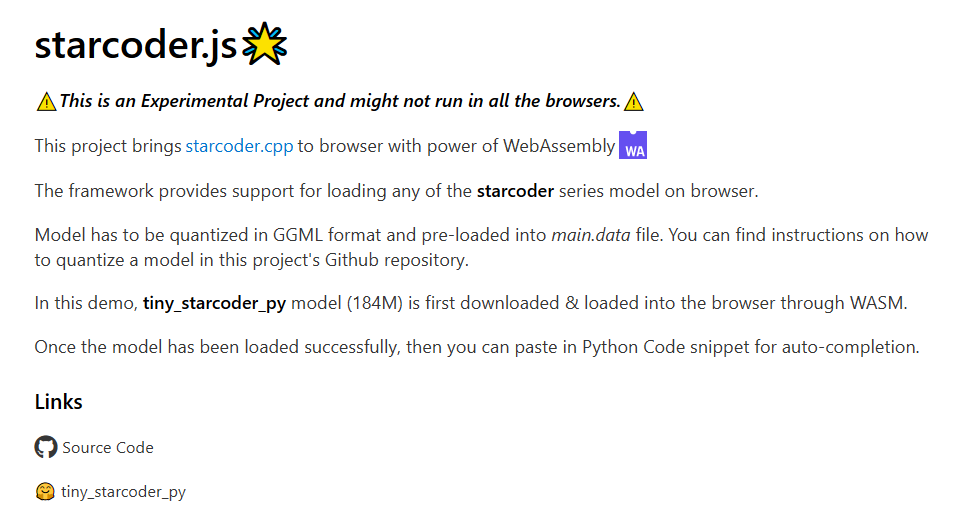 starcoder.js🌟
⚠️This is an Experimental Project and might not run in all the browsers.⚠️
This project brings starcoder.cpp to browser with power of WebAssembly WA
The framework provides support for loading any of the starcoder series model on browser.
Model has to be quantized in GGML format and pre-loaded into main.data file. You can find instructions on how
to quantize a model in this project's Github repository.
In this demo, tiny_starcoder_py model (184M) is first downloaded & loaded into the browser through WASM.
Once the model has been loaded successfully, then you can paste in Python Code snippet for auto-completion.
Links
Source Code
🤗 tiny_starcoder_py